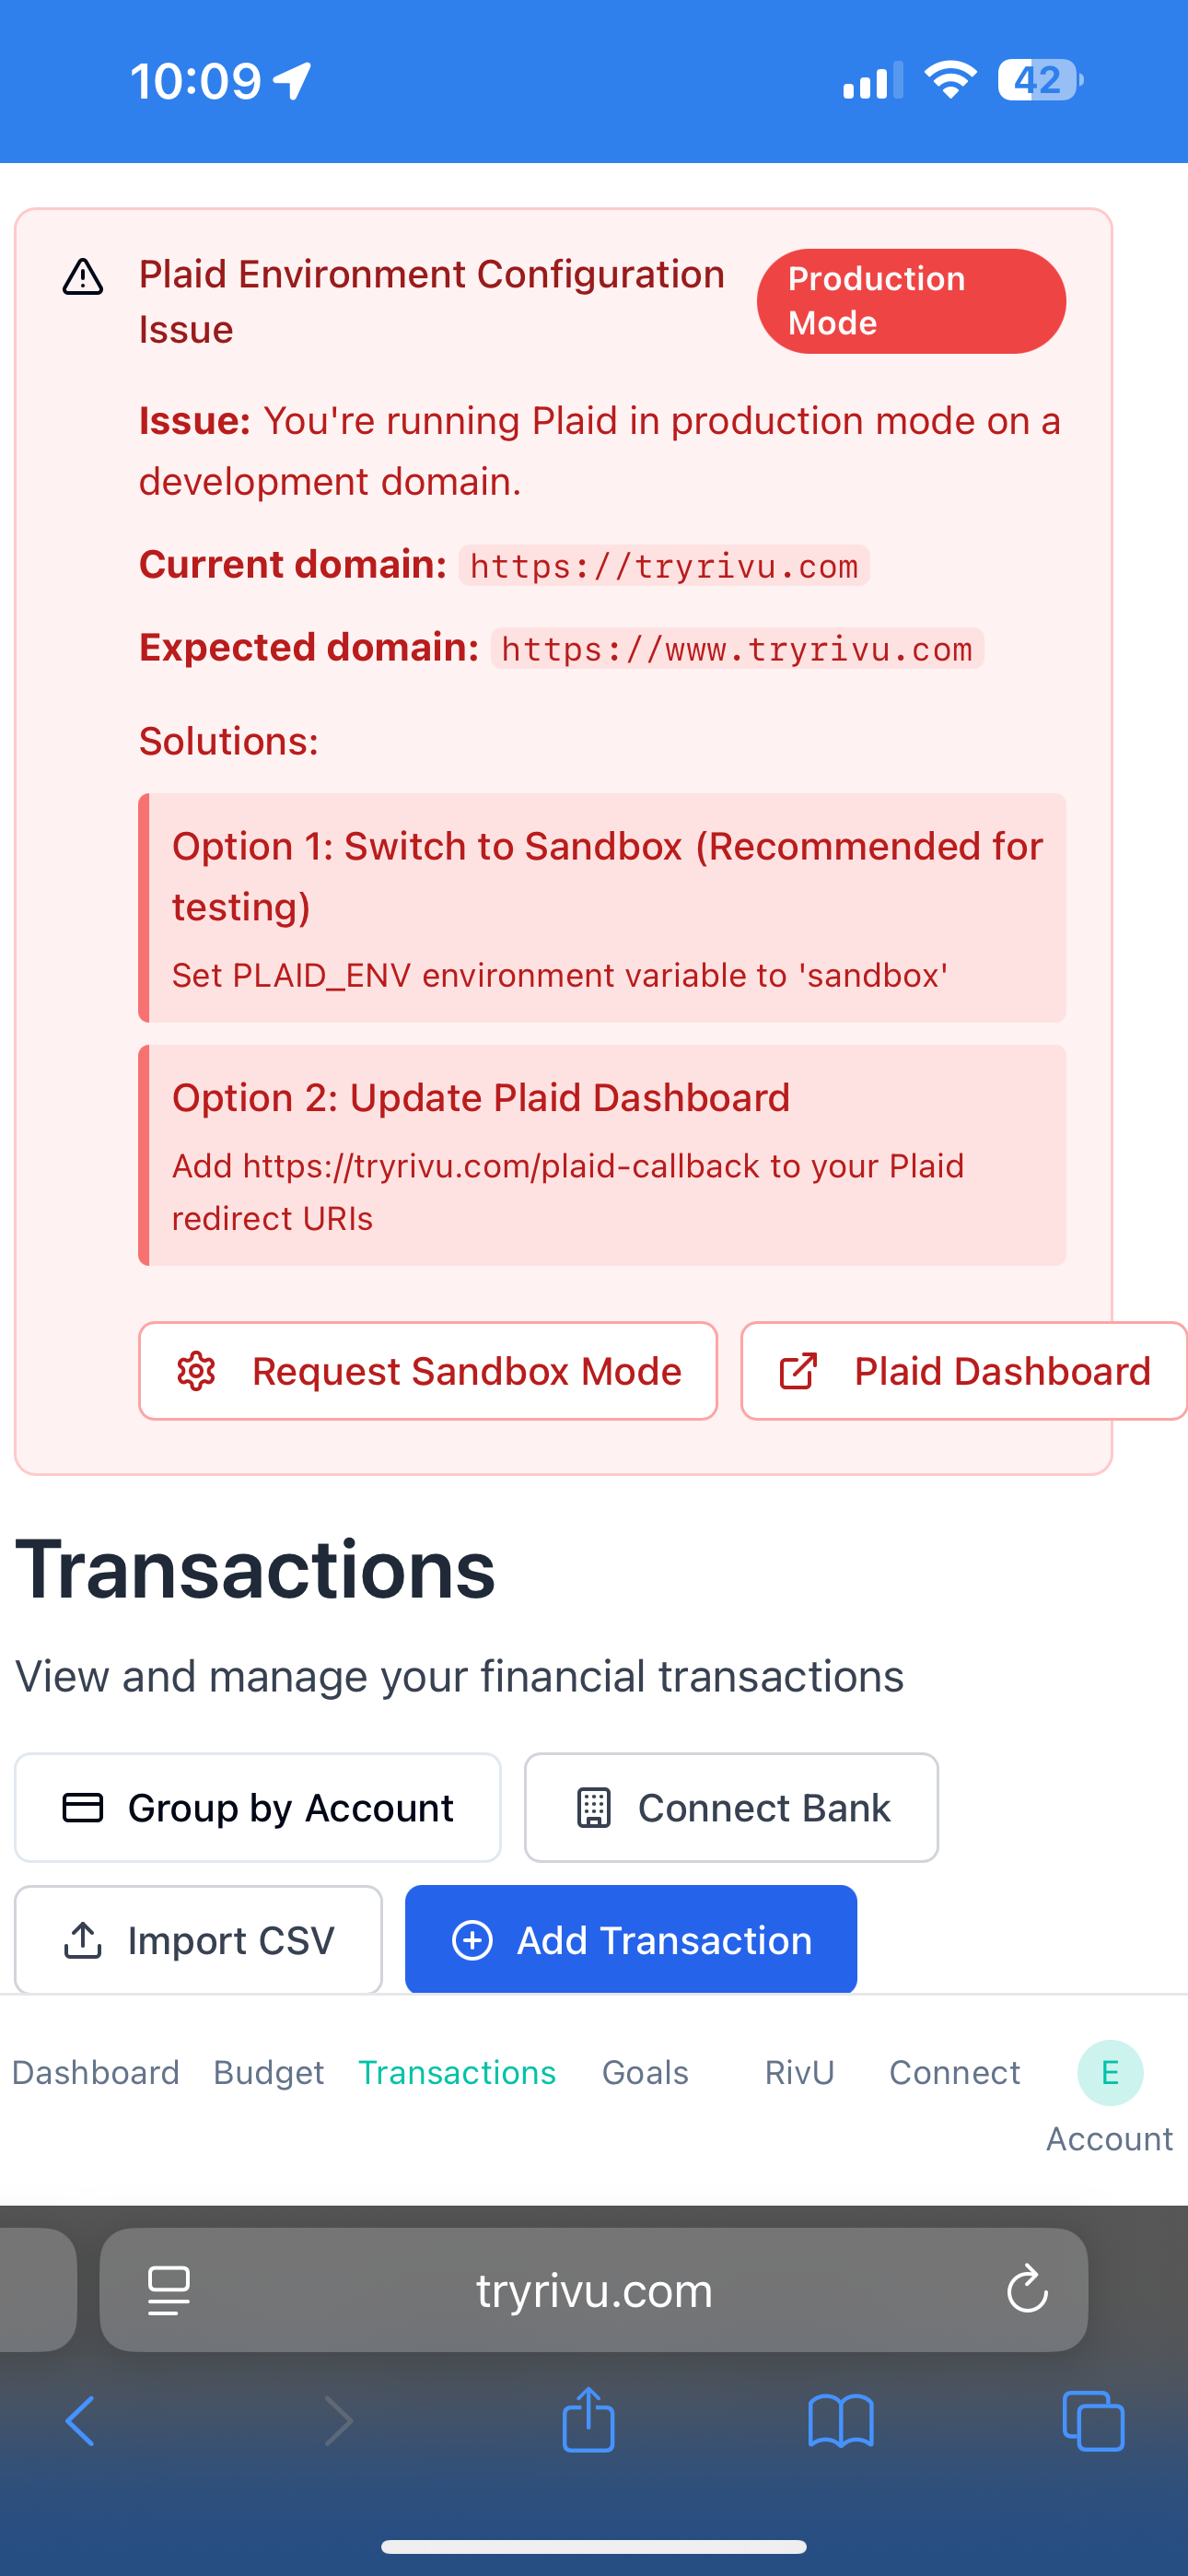 10:09
42
Plaid Environment Configuration
Issue
Production
Mode
Issue: You're running Plaid in production mode on a
development domain.
Current domain: https://tryrivu.com
Expected domain: https://www.tryrivu.com
Solutions:
Option 1: Switch to Sandbox (Recommended for
testing)
Set PLAID_ENV environment variable to 'sandbox'
Option 2: Update Plaid Dashboard
Add https://tryrivu.com/plaid-callback to your Plaid
redirect URIs
Request Sandbox Mode
Plaid Dashboard
Transactions
View and manage your financial transactions
Group by Account
Connect Bank
Import CSV
Add Transaction
Dashboard
Budget
Transactions
Goals
RivU
Connect
E
Account
tryrivu.com